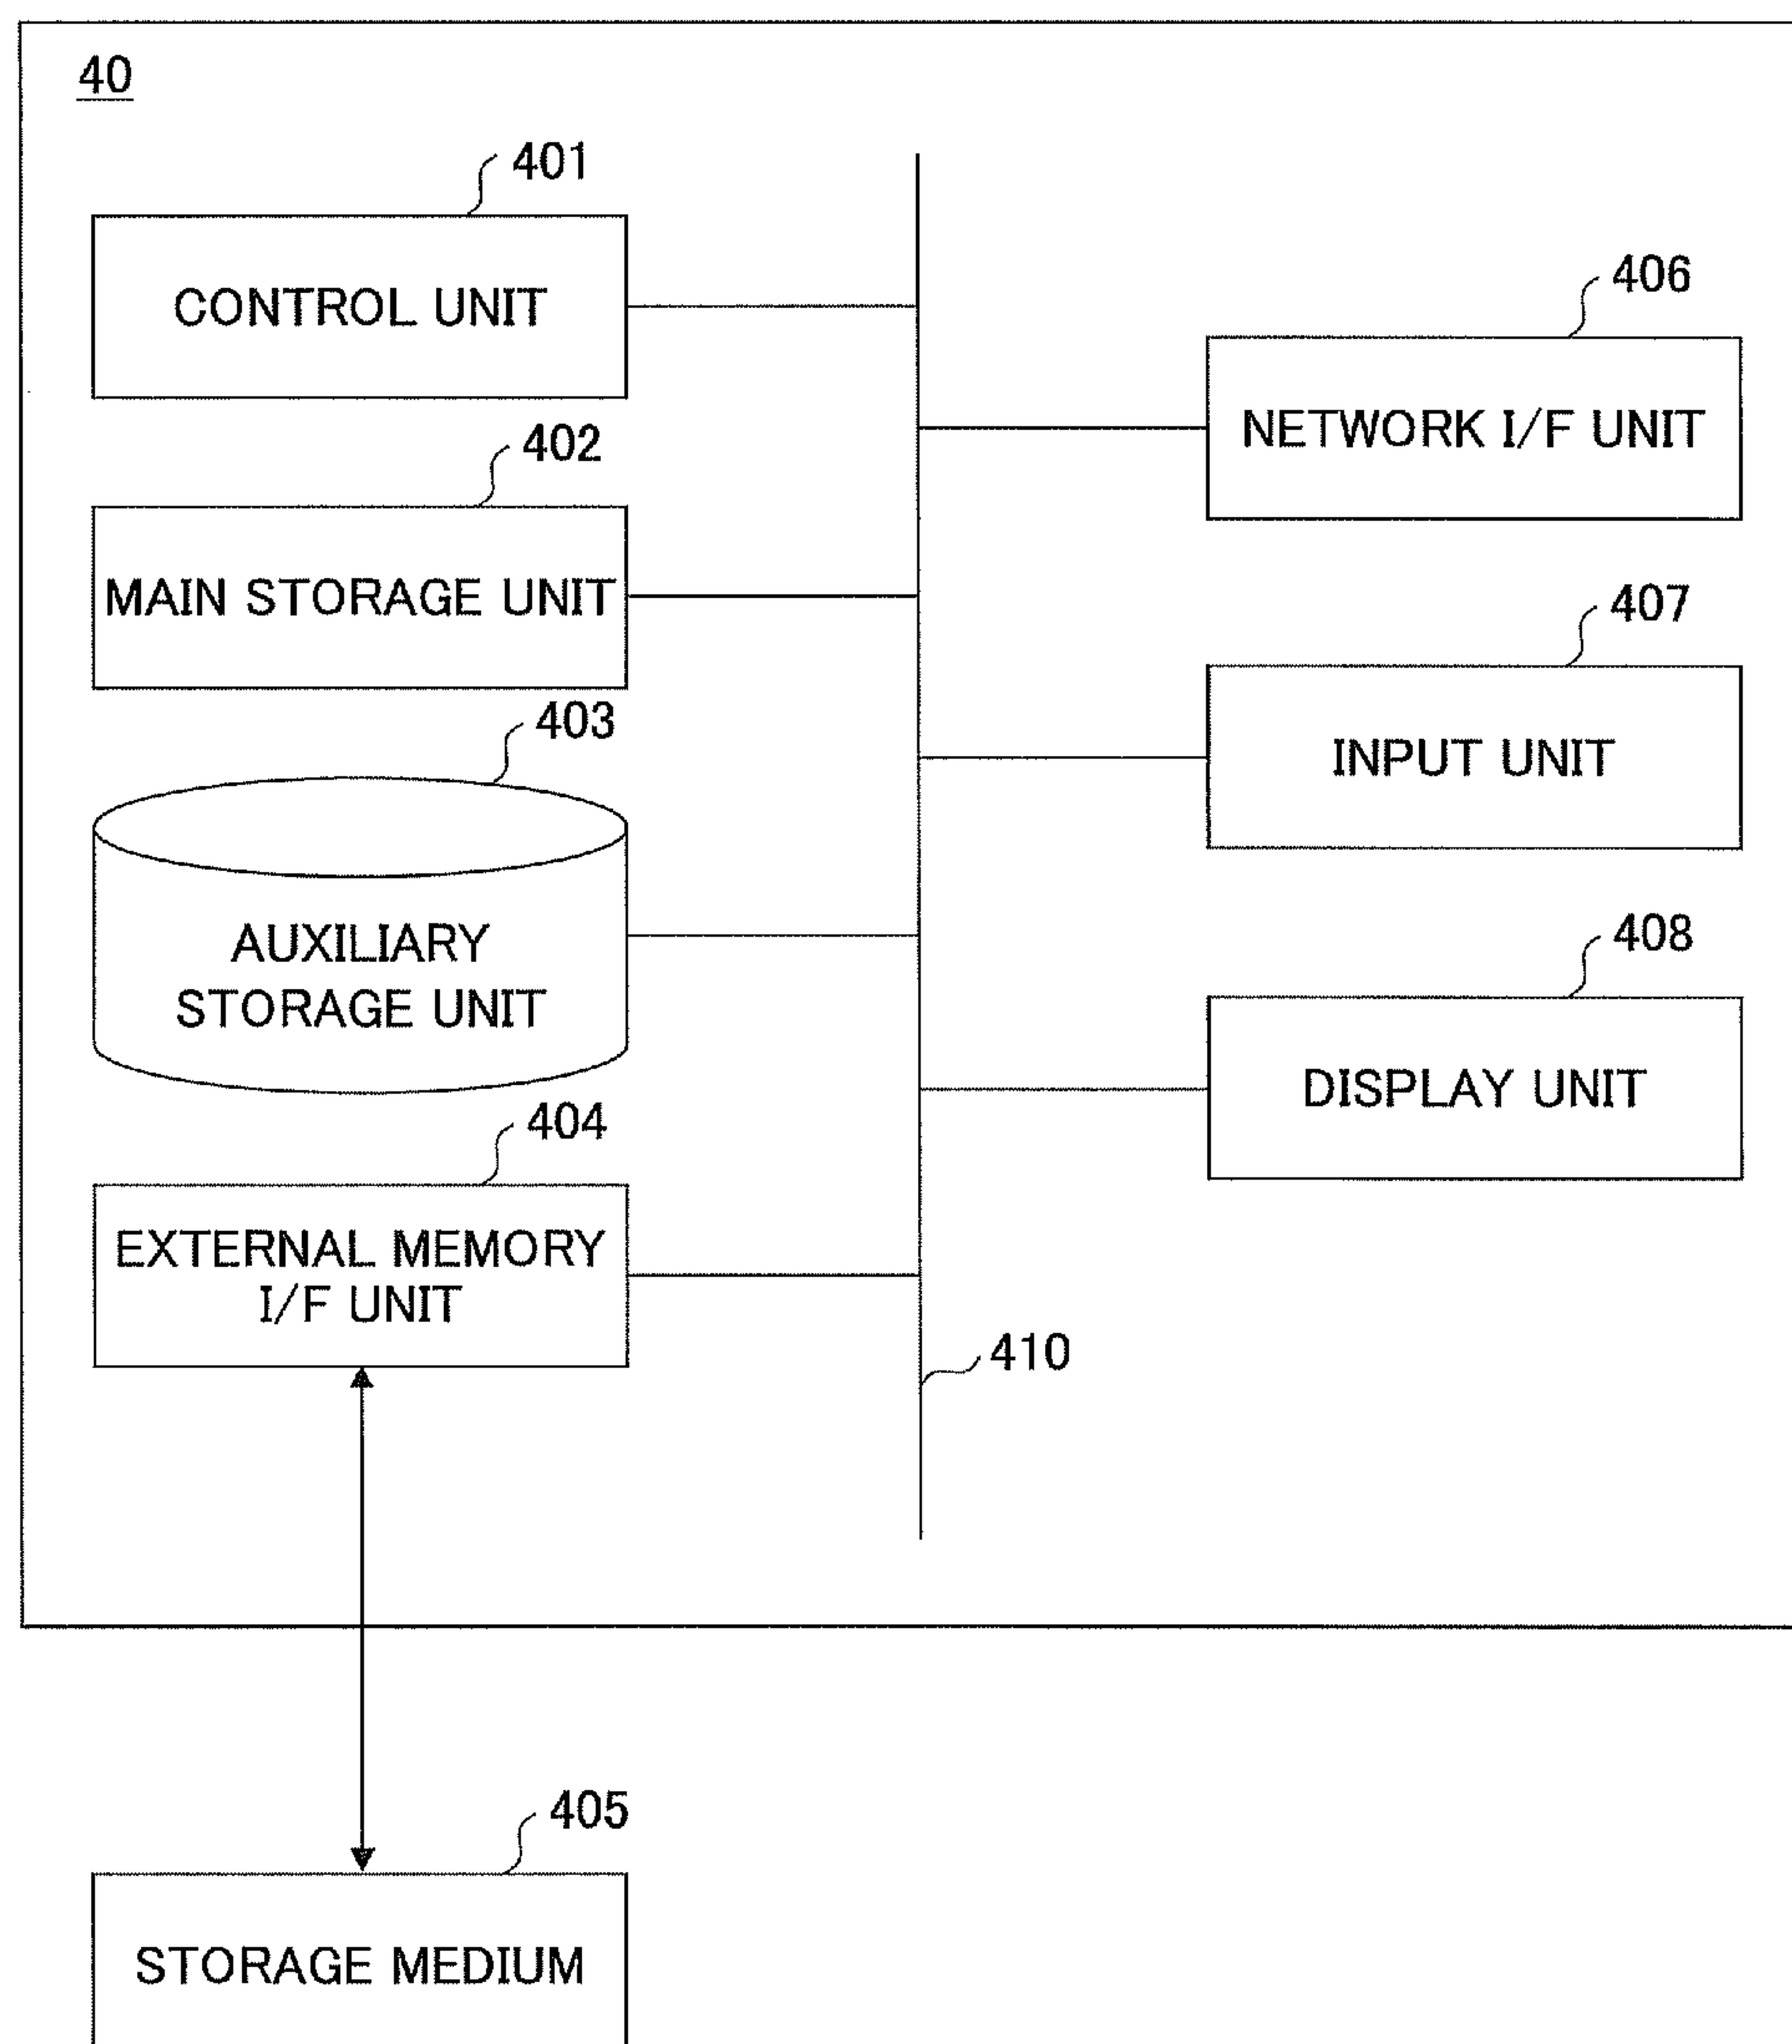 40
401
CONTROL UNIT
402
MAIN STORAGE UNIT
403
AUXILIARY
STORAGE UNIT
404
EXTERNAL MEMORY
I/F UNIT
406
NETWORK I/F UNIT
407
INPUT UNIT
408
DISPLAY UNIT
410
405
STORAGE MEDIUM